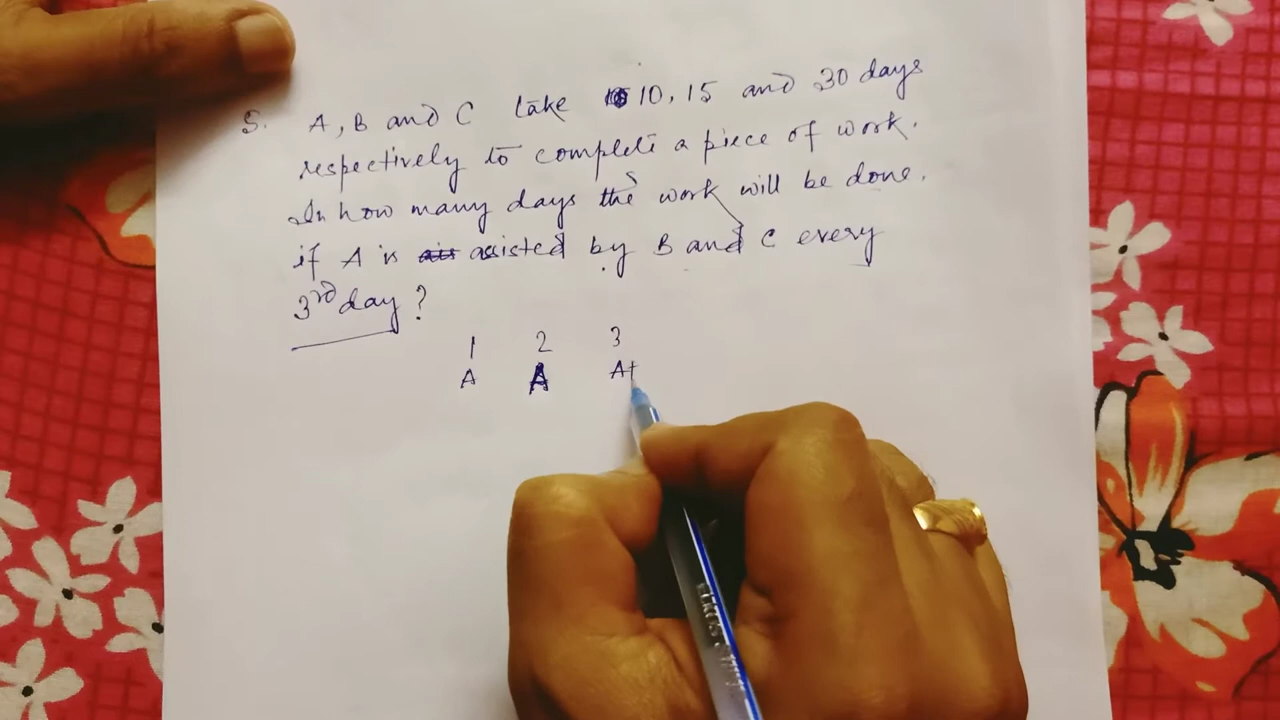 5. A, B and C take 10, 15 and 30 days
respectively to complete a piece of work.
In how many days the work will be done.
if A is assisted by B and C every
3rd day?
1 2 3
A A A+